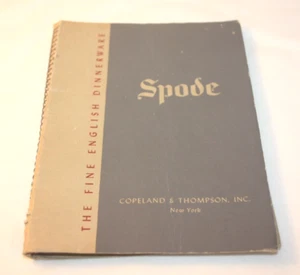 THE FINE ENGLISH DINNERWARE
Spode
COPELAND & THOMPSON, INC.
New York